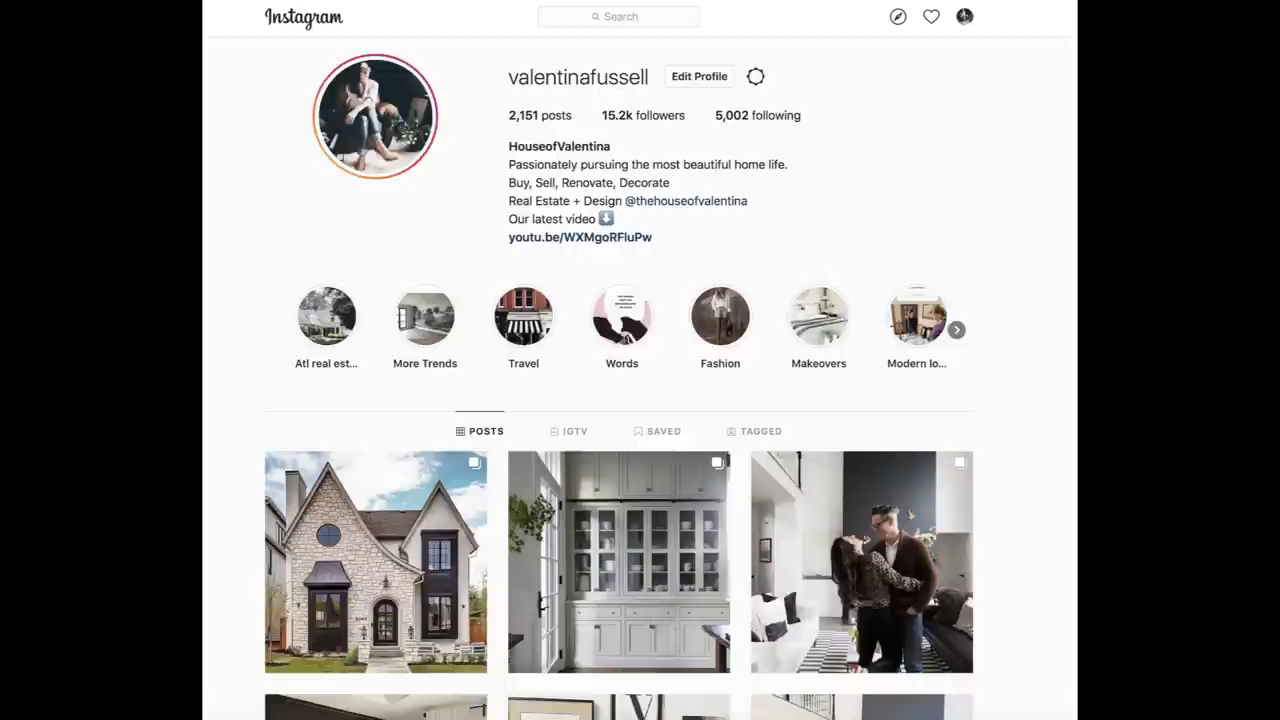 Instagram
Search
valentinafussell
Edit Profile
2,151 posts
15.2k followers
5,002 following
HouseofValentina
Passionately pursuing the most beautiful home life.
Buy, Sell, Renovate, Decorate
Real Estate + Design @thehouseofvalentina
Our latest video ⬇️
youtu.be/WXMgoRFluPw
Atl real est...
More Trends
Travel
Words
Fashion
Makeovers
Modern lo...
POSTS
IGTV
SAVED
TAGGED